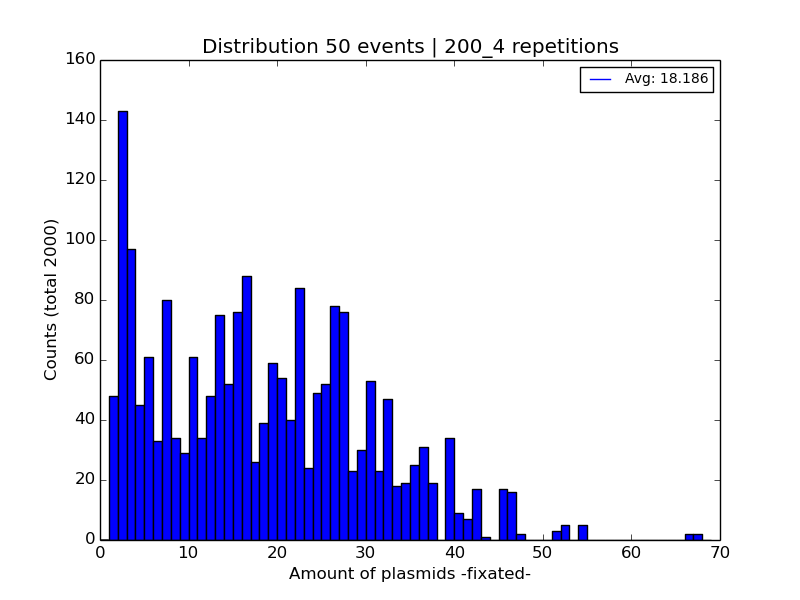 Distribution 50 events | 200_4 repetitions
160
140
120
100
80
60
40
20
0
Counts (total 2000)
Avg: 18.186
0 10 20 30 40 50 60 70
Amount of plasmids -fixated-